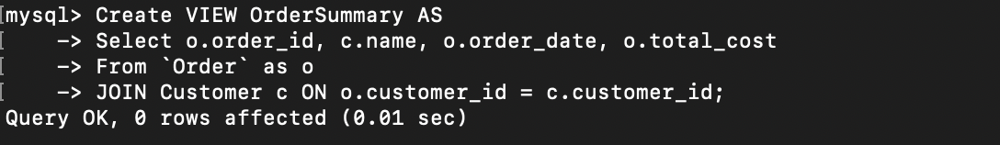 mysql> Create VIEW OrderSummary AS
    -> Select o.order_id, c.name, o.order_date, o.total_cost
    -> From `Order` as o
    -> JOIN Customer c ON o.customer_id = c.customer_id;
Query OK, 0 rows affected (0.01 sec)